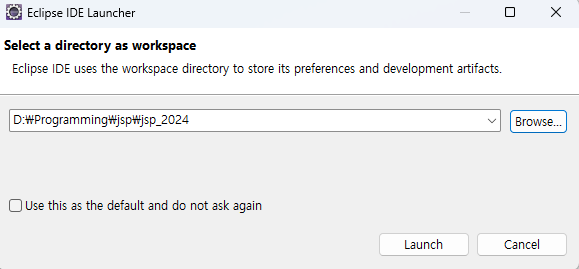 Eclipse IDE Launcher
Select a directory as workspace
Eclipse IDE uses the workspace directory to store its preferences and development artifacts.
D:₩Programming₩jsp₩jsp_2024
Browse...
Use this as the default and do not ask again
Launch
Cancel